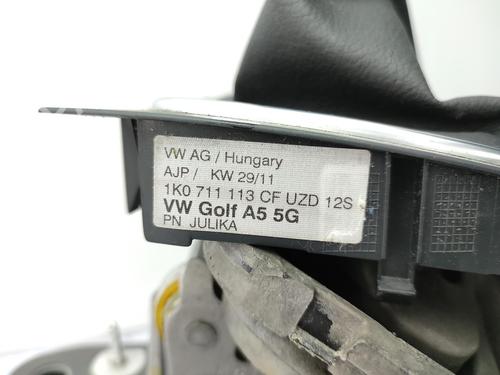 VW AG / Hungary
AJP / KW 29/11
1K0 711 113 CF UZD 12S
VW Golf A5 5G
PN JULIKA